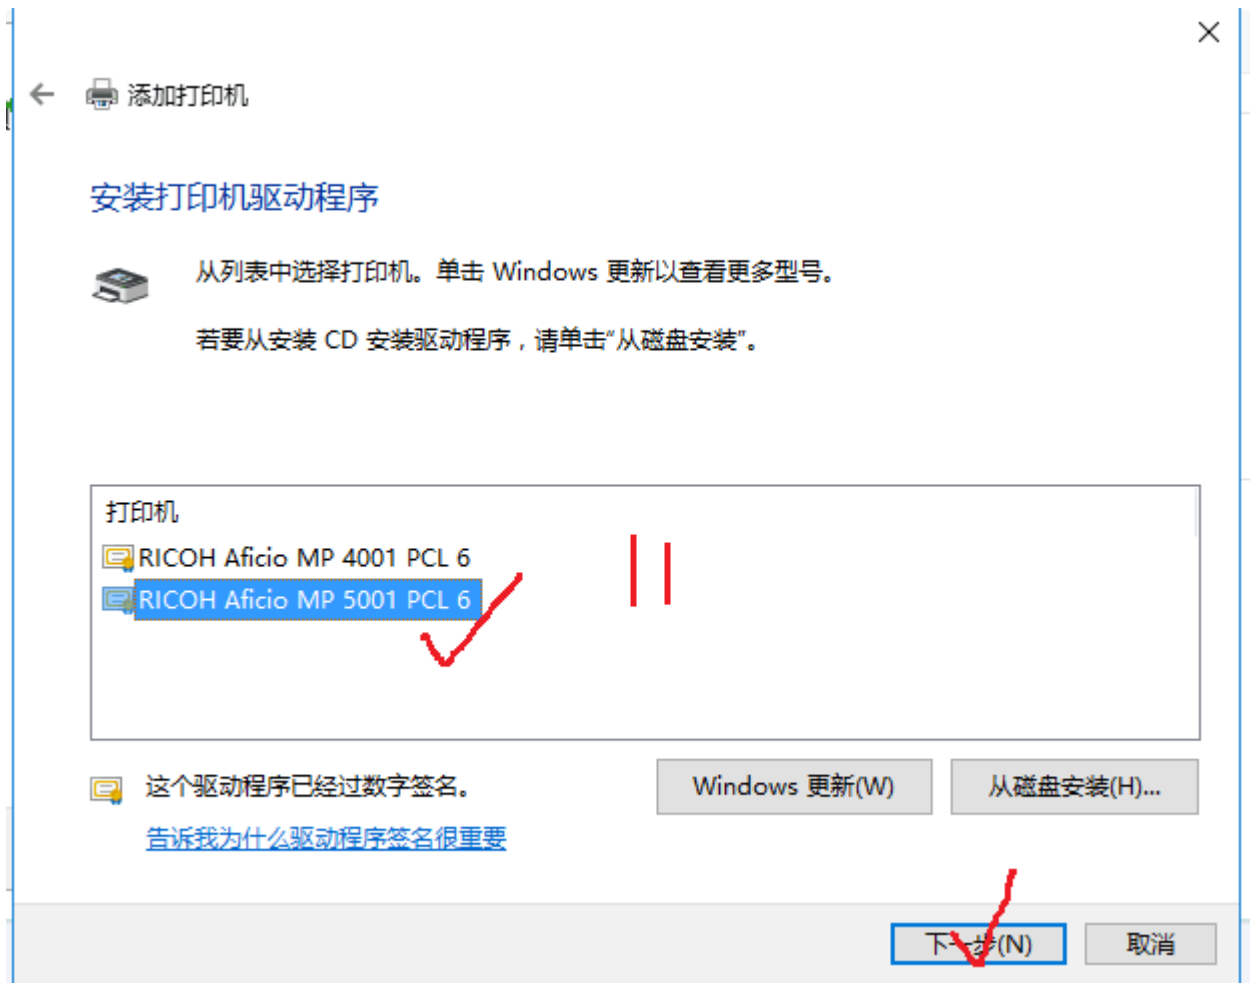 添加打印机
安装打印机驱动程序
从列表中选择打印机。单击 Windows 更新以查看更多型号。
若要从安装 CD 安装驱动程序，请单击“从磁盘安装”。
打印机
RICOH Aficio MP 4001 PCL 6
RICOH Aficio MP 5001 PCL 6
这个驱动程序已经过数字签名。
Windows 更新(W)
从磁盘安装(H)...
告诉我为什么驱动程序签名很重要
下一步(N)
取消